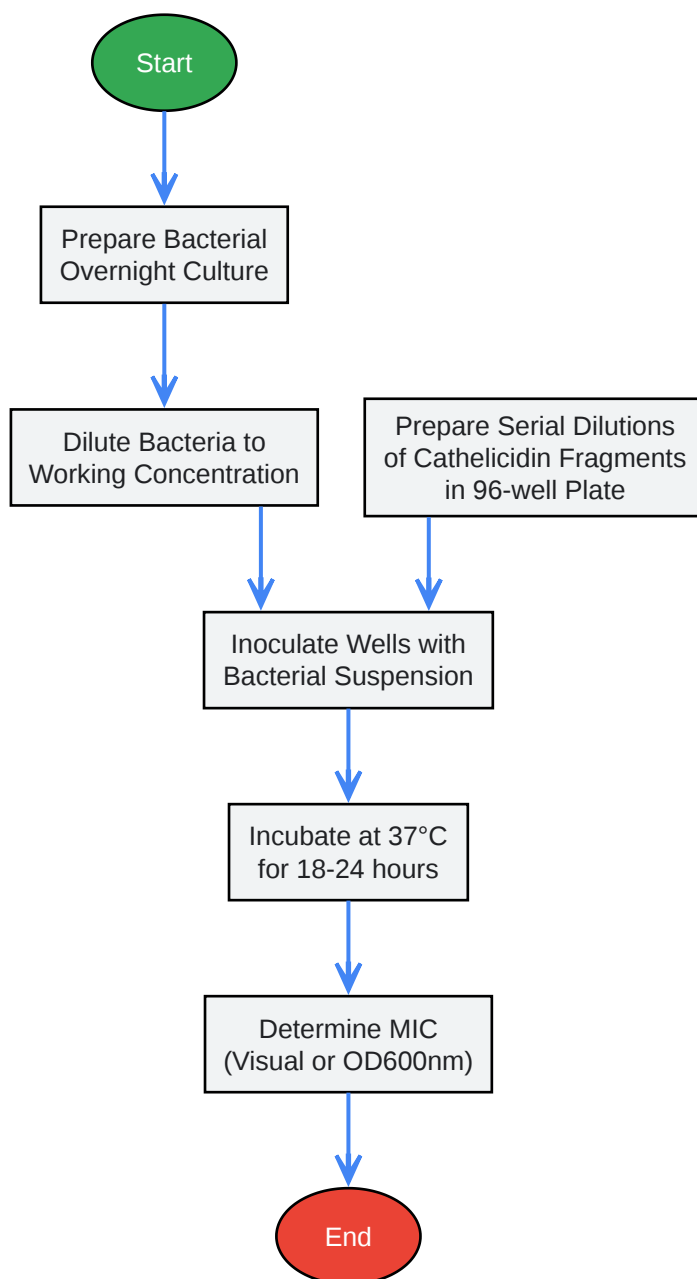 Start
Prepare Bacterial
Overnight Culture
Dilute Bacteria to
Working Concentration
Prepare Serial Dilutions
of Cathelicidin Fragments
in 96-well Plate
Inoculate Wells with
Bacterial Suspension
Incubate at 37°C
for 18-24 hours
Determine MIC
(Visual or OD600nm)
End